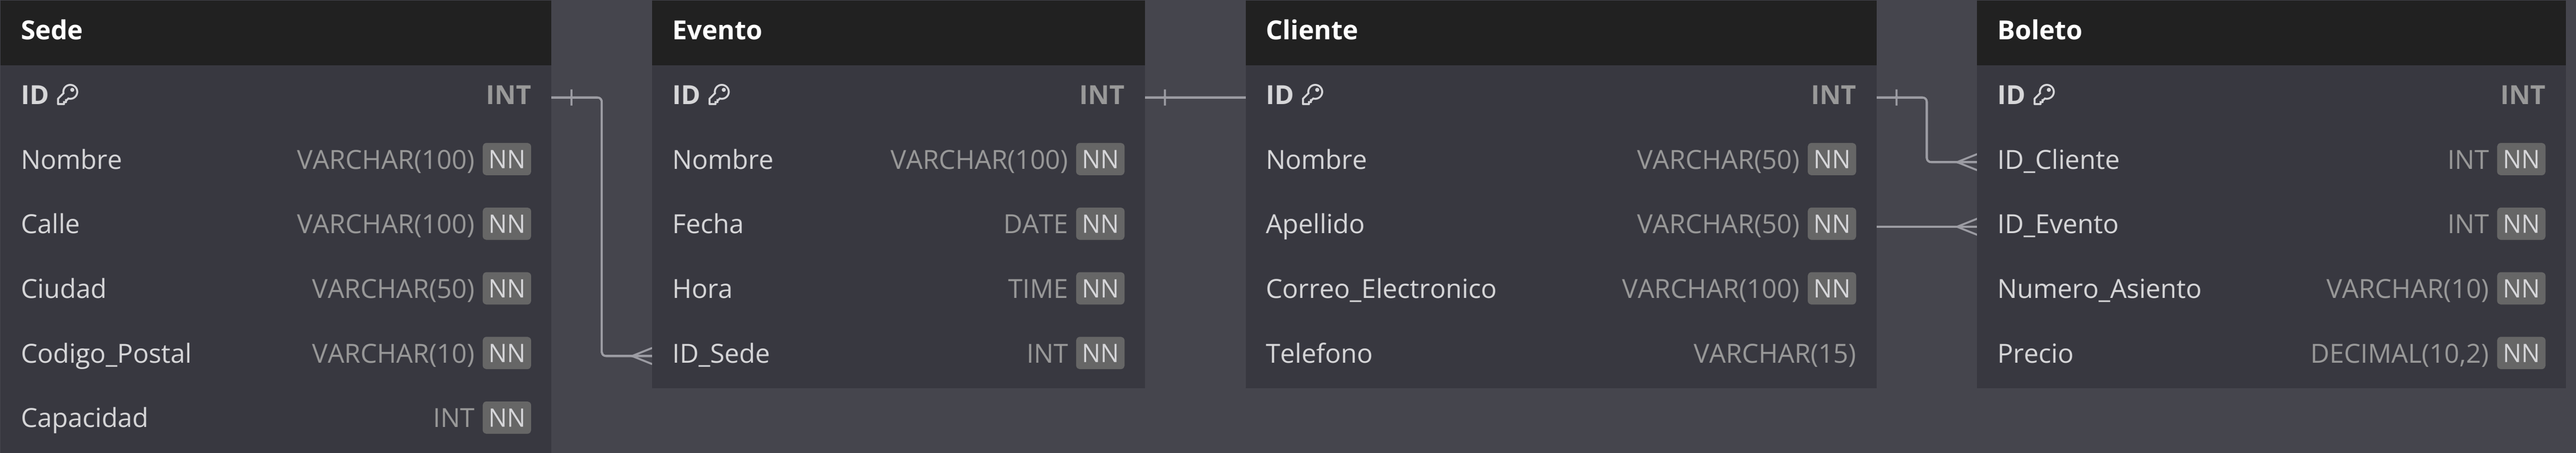 Sede
ID INT
Nombre VARCHAR(100) NN
Calle VARCHAR(100) NN
Ciudad VARCHAR(50) NN
Codigo_Postal VARCHAR(10) NN
Capacidad INT NN
Evento
ID INT
Nombre VARCHAR(100) NN
Fecha DATE NN
Hora TIME NN
ID_Sede INT NN
Cliente
ID INT
Nombre VARCHAR(50) NN
Apellido VARCHAR(50) NN
Correo_Electronico VARCHAR(100) NN
Telefono VARCHAR(15)
Boleto
ID INT
ID_Cliente INT NN
ID_Evento INT NN
Numero_Asiento VARCHAR(10) NN
Precio DECIMAL(10,2) NN